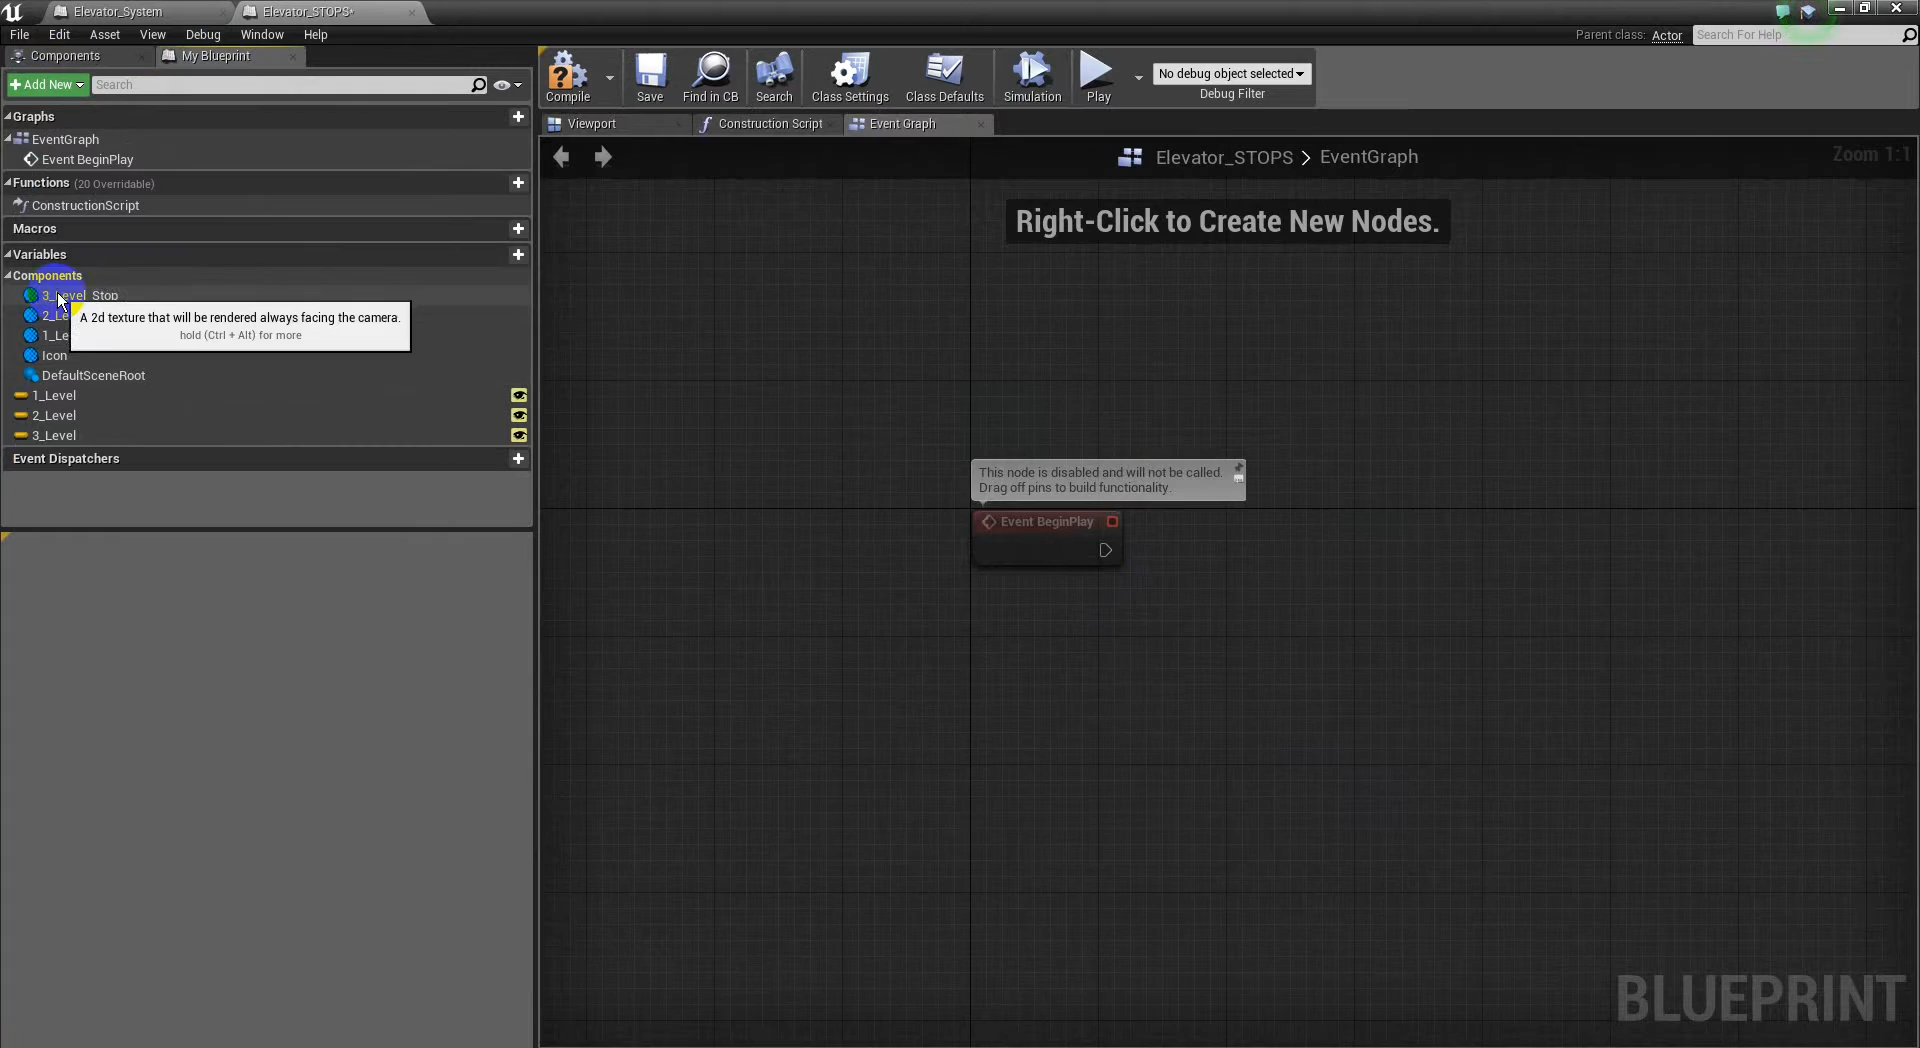 Elevator_System
Elevator_STOPS*
File Edit Asset View Debug Window Help
Parent class: Actor
Search For Help
Components
My Blueprint
Add New
Search
Graphs
EventGraph
Event BeginPlay
Functions (20 Overridable)
ConstructionScript
Macros
Variables
Components
3_Level_Stop
2_Le
1_Le
A 2d texture that will be rendered always facing the camera.
hold (Ctrl + Alt) for more
Icon
DefaultSceneRoot
1_Level
2_Level
3_Level
Event Dispatchers
Compile
Save
Find in CB
Search
Class Settings
Class Defaults
Simulation
Play
No debug object selected
Debug Filter
Viewport
Construction Script
Event Graph
Elevator_STOPS > EventGraph
Zoom 1:1
Right-Click to Create New Nodes.
This node is disabled and will not be called.
Drag off pins to build functionality.
Event BeginPlay
BLUEPRINT